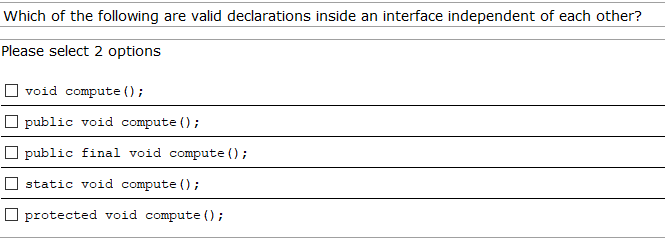 Which of the following are valid declarations inside an interface independent of each other?
Please select 2 options
void compute();
public void compute();
public final void compute();
static void compute();
protected void compute();